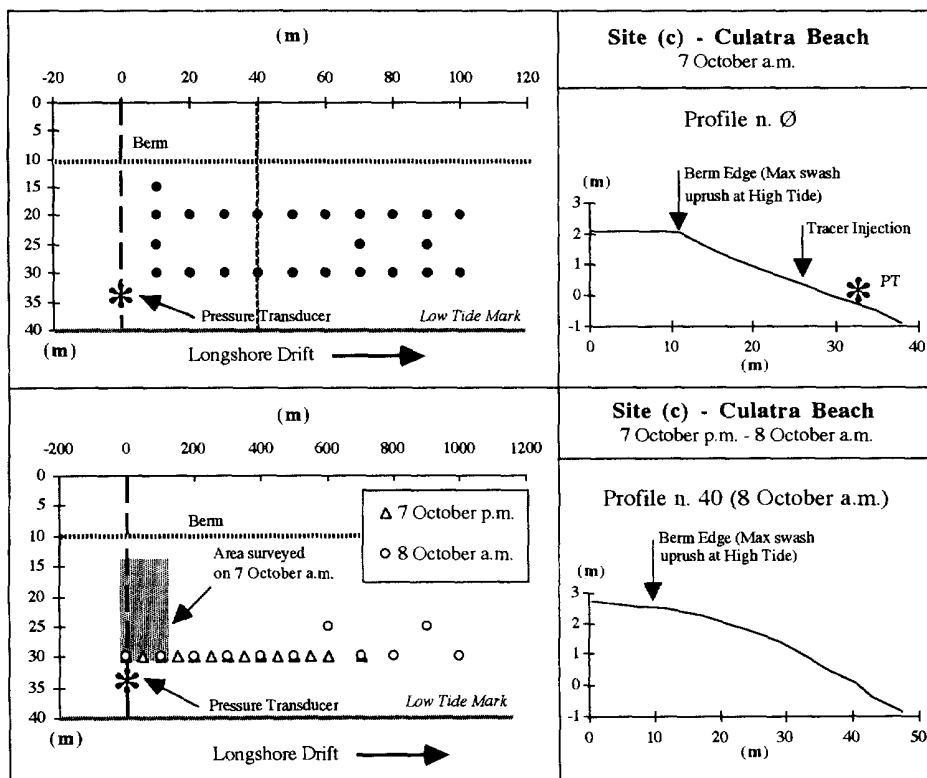 (m)
-20 0 20 40 60 80 100 120
0
Berm
10
15
20
25
30
35
40
Pressure Transducer
Low Tide Mark
(m)
Longshore Drift
Site (c) - Culatra Beach
7 October a.m.
Profile n. Ø
Berm Edge (Max swash
uprush at High Tide)
(m)
Tracer Injection
PT
3
2
1
0
-1
0 10 20 30 40
(m)
(m)
-200 0 200 400 600 800 1000 1200
0
5
10
15
20
25
30
35
40
Berm
7 October p.m.
8 October a.m.
Area surveyed
on 7 October a.m.
Pressure Transducer
Low Tide Mark
(m)
Longshore Drift
Site (c) - Culatra Beach
7 October p.m. - 8 October a.m.
Profile n. 40 (8 October a.m.)
Berm Edge (Max swash
uprush at High Tide)
(m)
3
2
1
0
-1
0 10 20 30 40 50
(m)